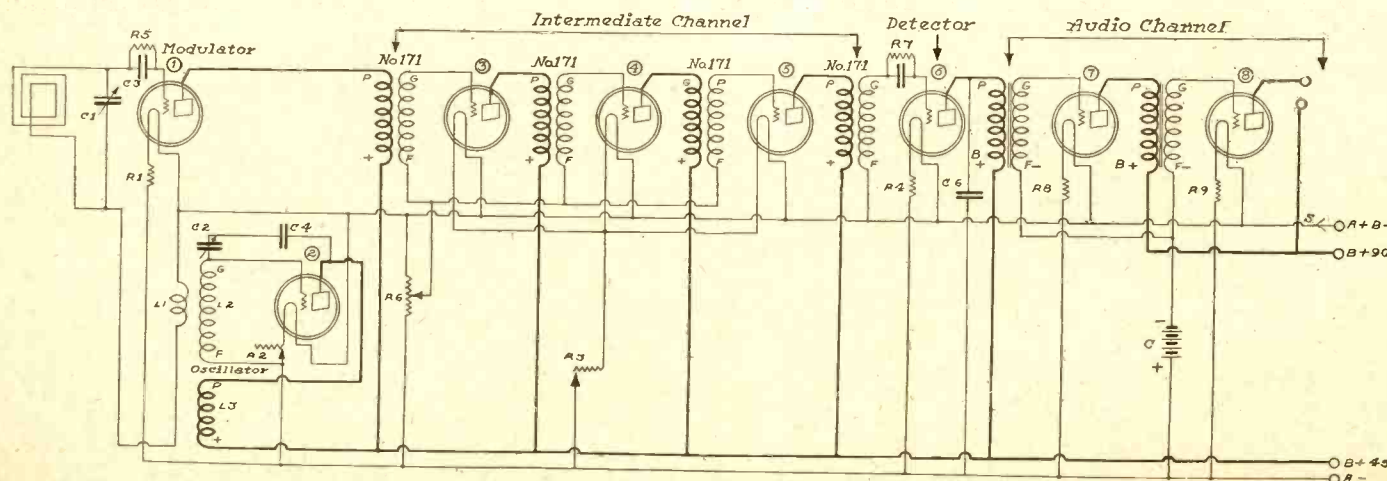 Intermediate Channel
Detector
Audio Channel
R5
Modulator
①
No.171
③
No.171
④
No.171
⑤
No.171
R7
⑥
⑦
⑧
C3
C1
P G
P G
G P
P G
P G
P G
R1
+ F
+ F
+ F
+ F
R4
B + F-
C6
R8
B+ F-
R9
S
A+B-
B+90
C2
C4
②
G
L1
L2
R6
F
R2
R3
Oscillator
P
L3
+
-
C
+
B+45
A-